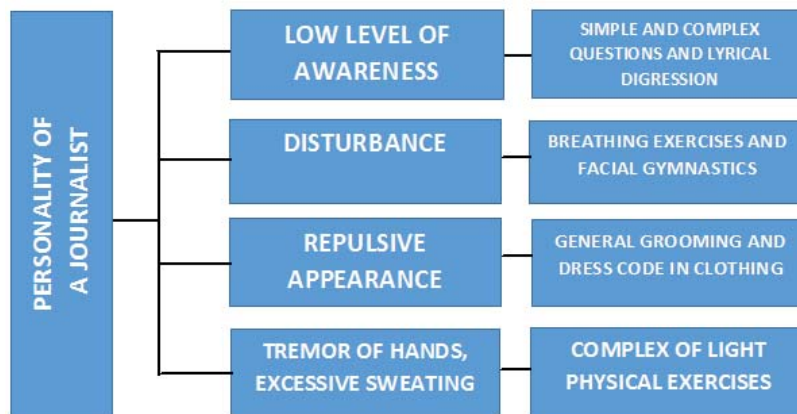 PERSONALITY OF
A JOURNALIST
LOW LEVEL OF
AWARENESS
SIMPLE AND COMPLEX
QUESTIONS AND LYRICAL
DIGRESSION
DISTURBANCE
BREATHING EXERCISES AND
FACIAL GYMNASTICS
REPULSIVE
APPEARANCE
GENERAL GROOMING AND
DRESS CODE IN CLOTHING
TREMOR OF HANDS,
EXCESSIVE SWEATING
COMPLEX OF LIGHT
PHYSICAL EXERCISES